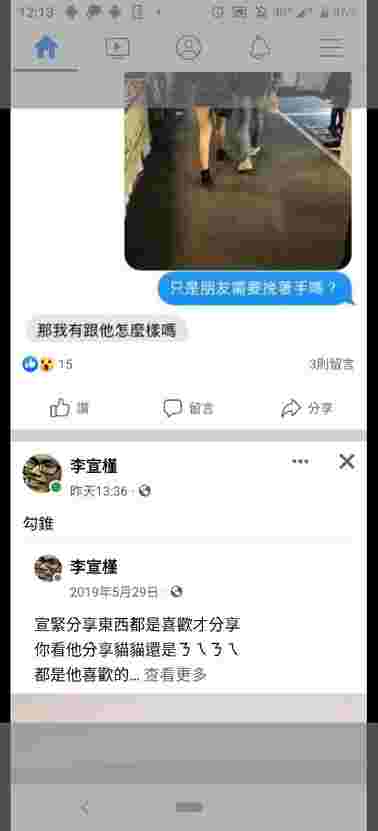 12:13
只是朋友需要挽著手嗎？
那我有跟他怎麼樣嗎
15
3則留言
讚
留言
分享
李宣槿
昨天13:36
勾錐
李宣槿
2019年5月29日
宣緊分享東西都是喜歡才分享
你看他分享貓貓還是ㄋㄟㄋㄟ
都是他喜歡的... 查看更多